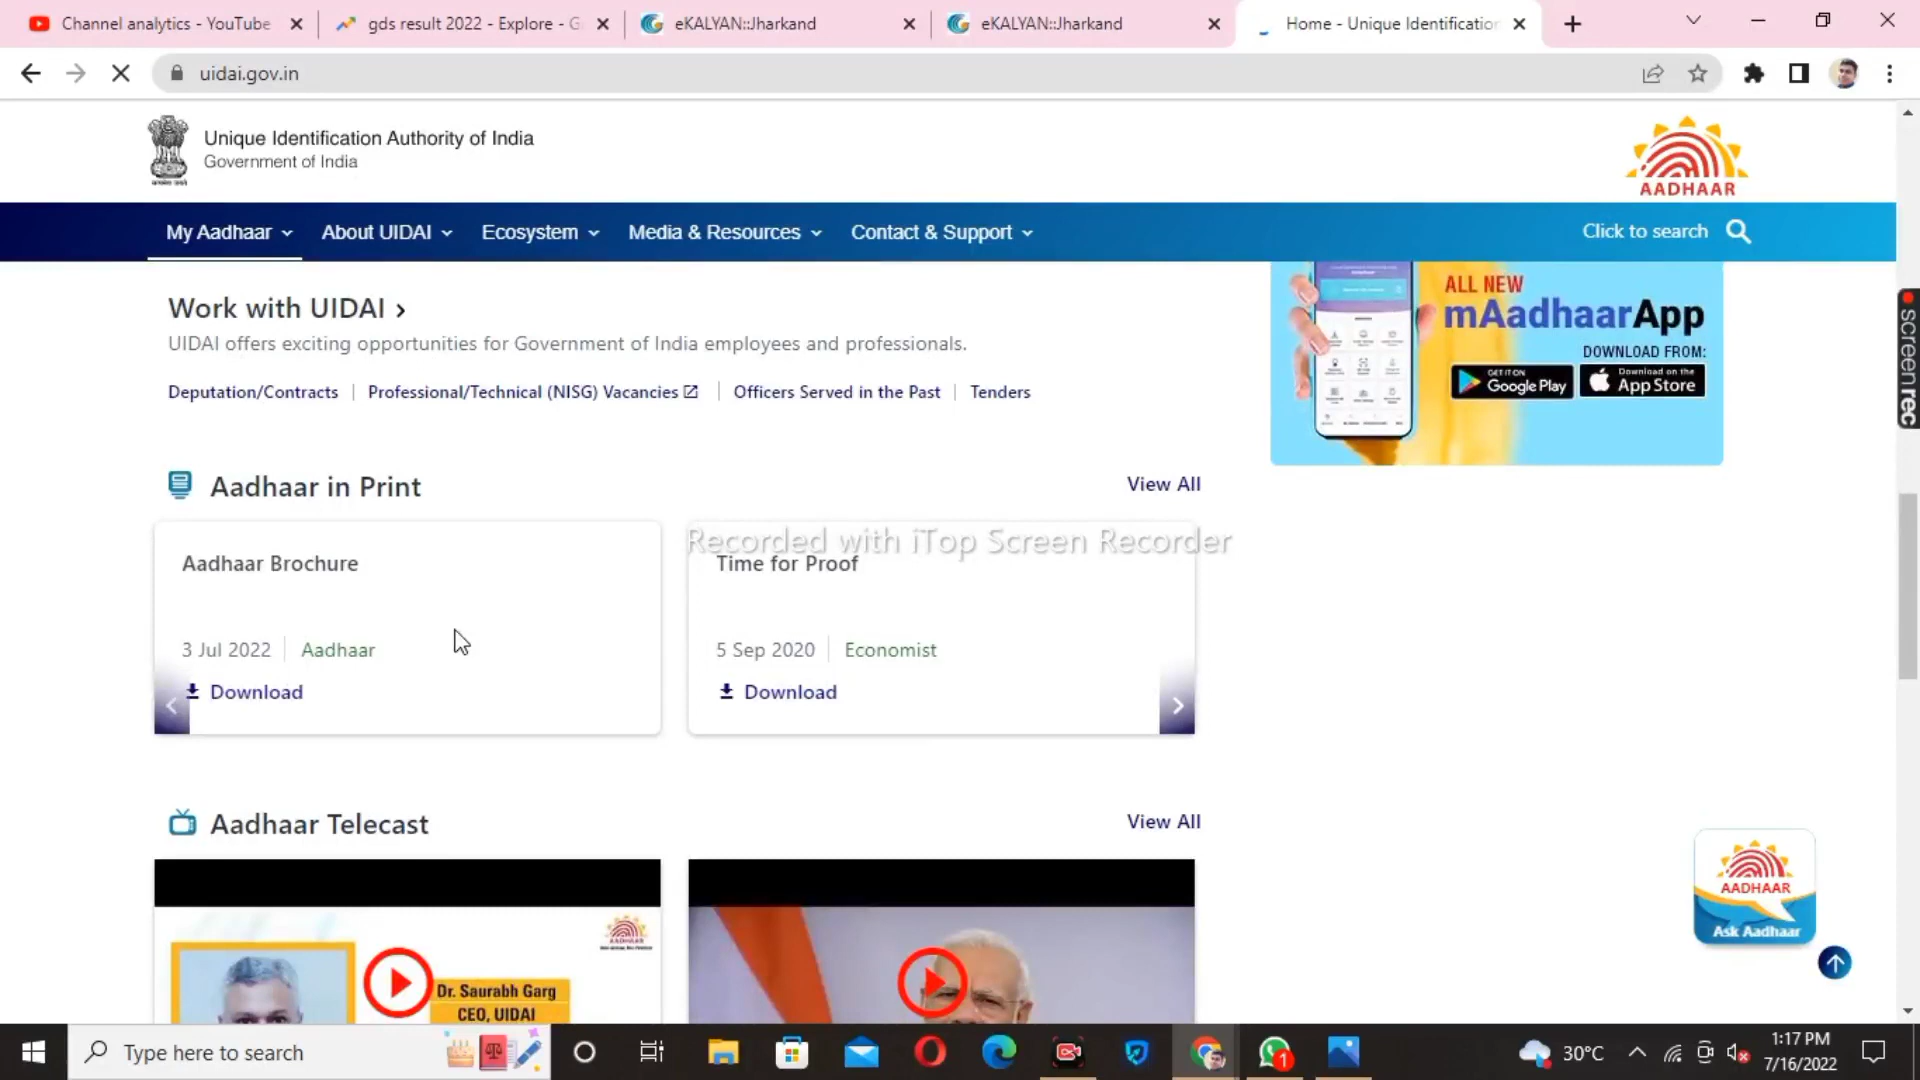 Channel analytics - YouTube
gds result 2022 - Explore - G
eKALYAN::Jharkand
eKALYAN::Jharkand
Home - Unique Identification
uidai.gov.in
Unique Identification Authority of India
Government of India
AADHAAR
My Aadhaar
About UIDAI
Ecosystem
Media & Resources
Contact & Support
Click to search
Work with UIDAI >
UIDAI offers exciting opportunities for Government of India employees and professionals.
Deputation/Contracts | Professional/Technical (NISG) Vacancies | Officers Served in the Past | Tenders
ALL NEW
mAadhaarApp
DOWNLOAD FROM:
GET IT ON
Google Play
Download on the
App Store
screen rec
Aadhaar in Print
View All
Recorded with iTop Screen Recorder
Aadhaar Brochure
3 Jul 2022 | Aadhaar
Download
Time for Proof
5 Sep 2020 | Economist
Download
Aadhaar Telecast
View All
Dr. Saurabh Garg
CEO, UIDAI
AADHAAR
Ask Aadhaar
Type here to search
1
30°C
1:17 PM
7/16/2022